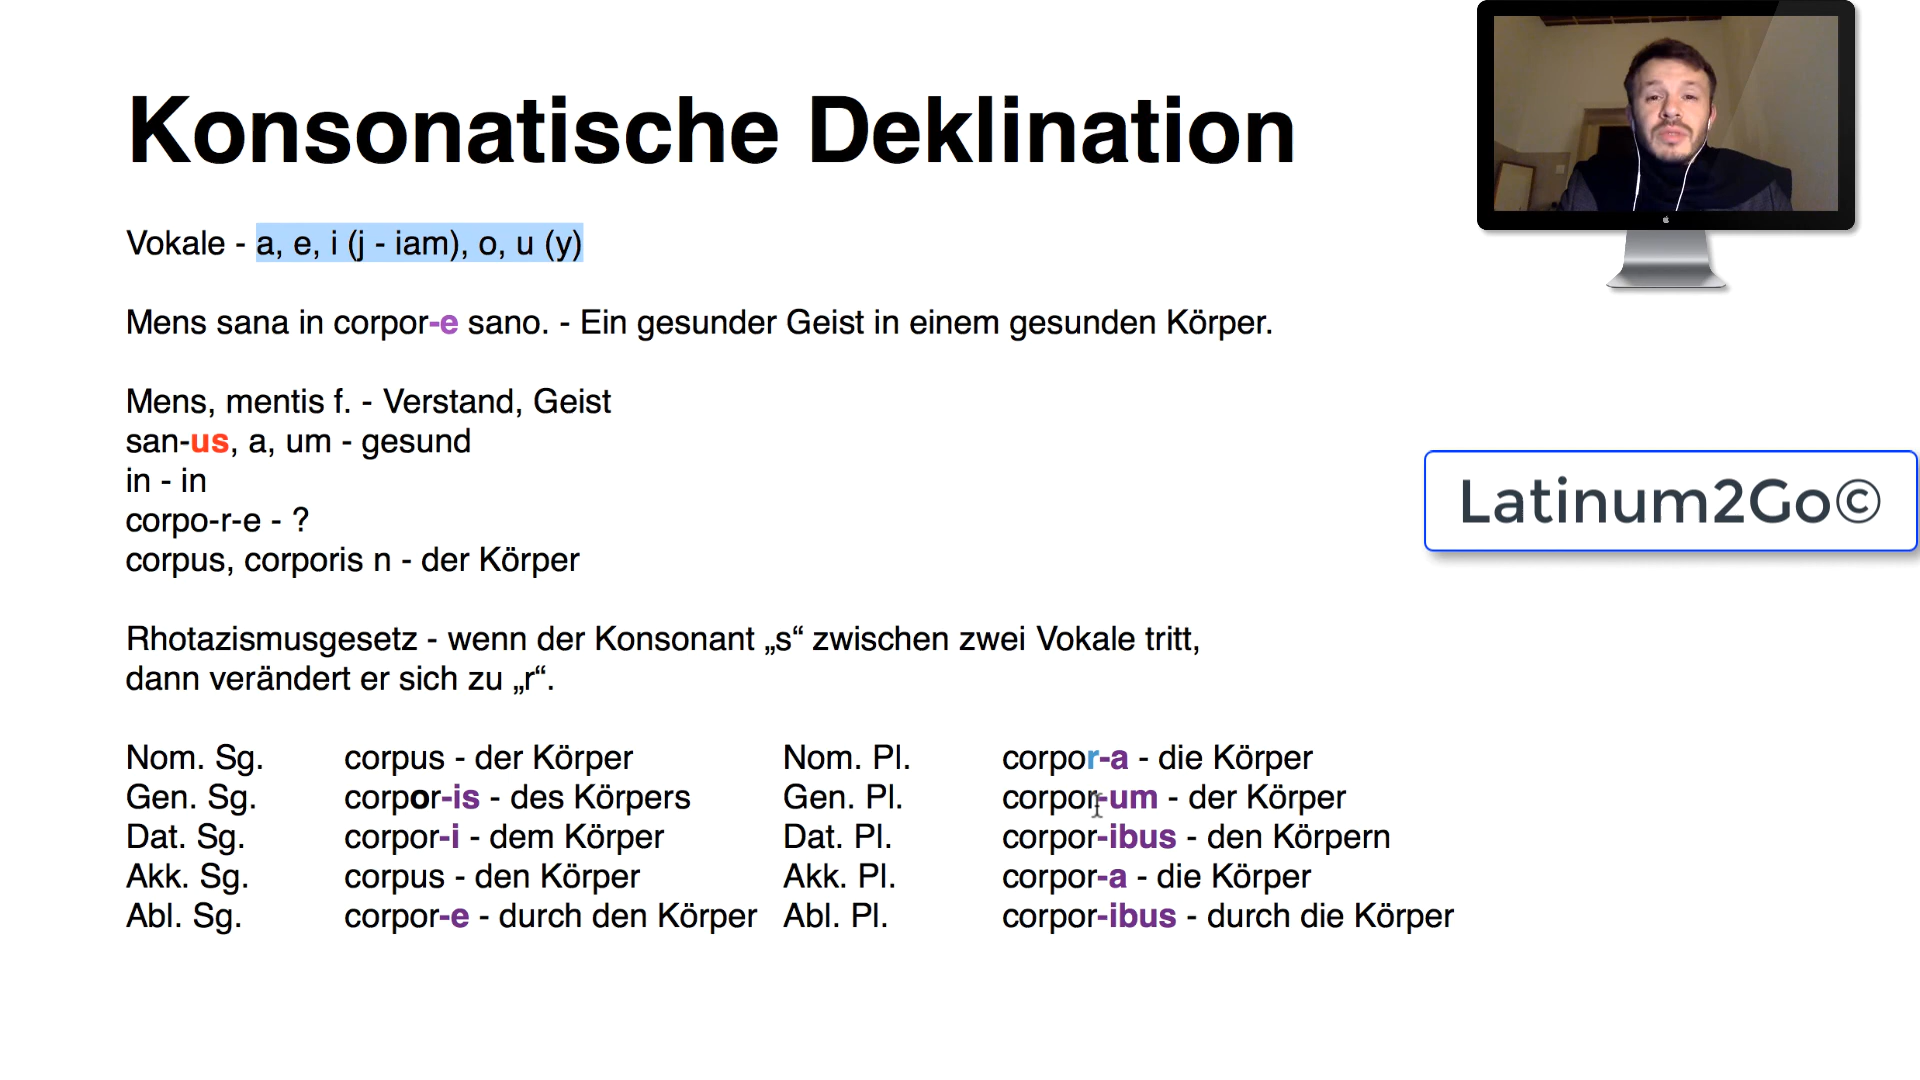 Konsonatische Deklination
Vokale - a, e, i (j - iam), o, u (y)
Mens sana in corpor-e sano. - Ein gesunder Geist in einem gesunden Körper.
Mens, mentis f. - Verstand, Geist
san-us, a, um - gesund
in - in
corpo-r-e - ?
corpus, corporis n - der Körper
Latinum2Go©
Rhotazismusgesetz - wenn der Konsonant „s“ zwischen zwei Vokale tritt,
dann verändert er sich zu „r“.
Nom. Sg. corpus - der Körper Nom. Pl. corpor-a - die Körper
Gen. Sg. corpor-is - des Körpers Gen. Pl. corpor-um - der Körper
Dat. Sg. corpor-i - dem Körper Dat. Pl. corpor-ibus - den Körpern
Akk. Sg. corpus - den Körper Akk. Pl. corpor-a - die Körper
Abl. Sg. corpor-e - durch den Körper Abl. Pl. corpor-ibus - durch die Körper